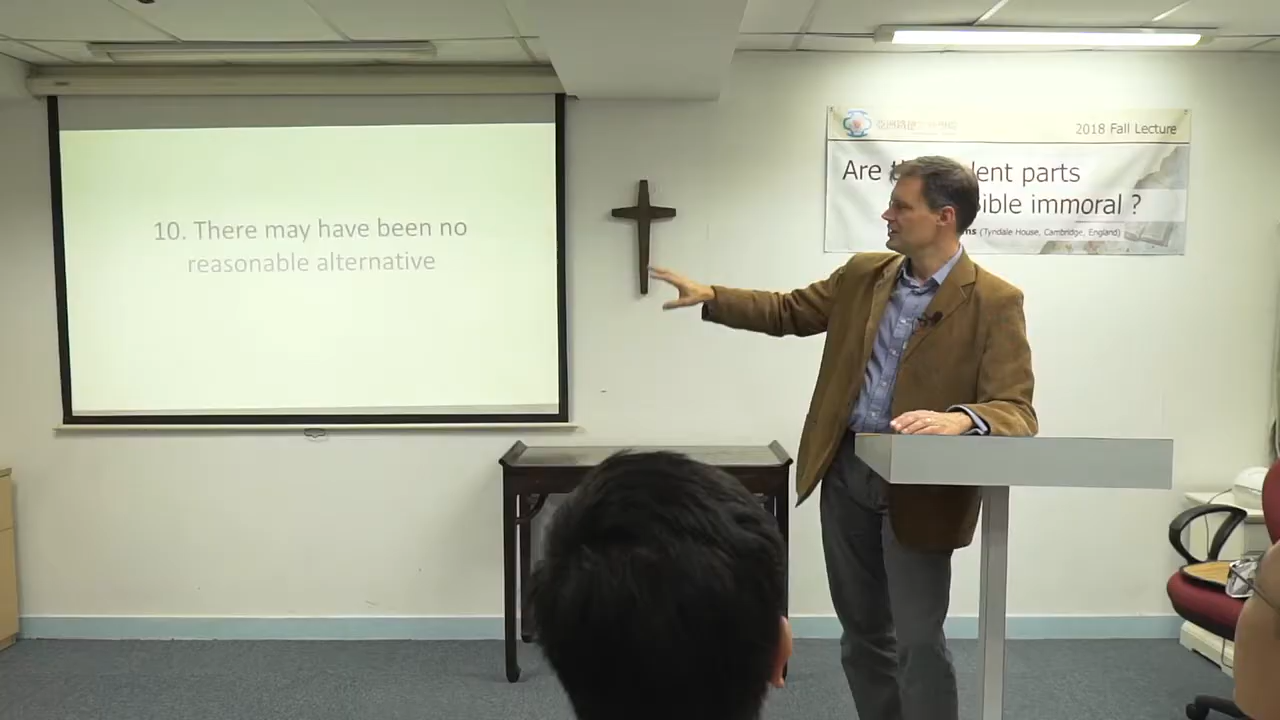 10. There may have been no
reasonable alternative
2018 Fall Lecture
Are lent parts
Bible immoral ?
ms (Tyndale House, Cambridge, England)